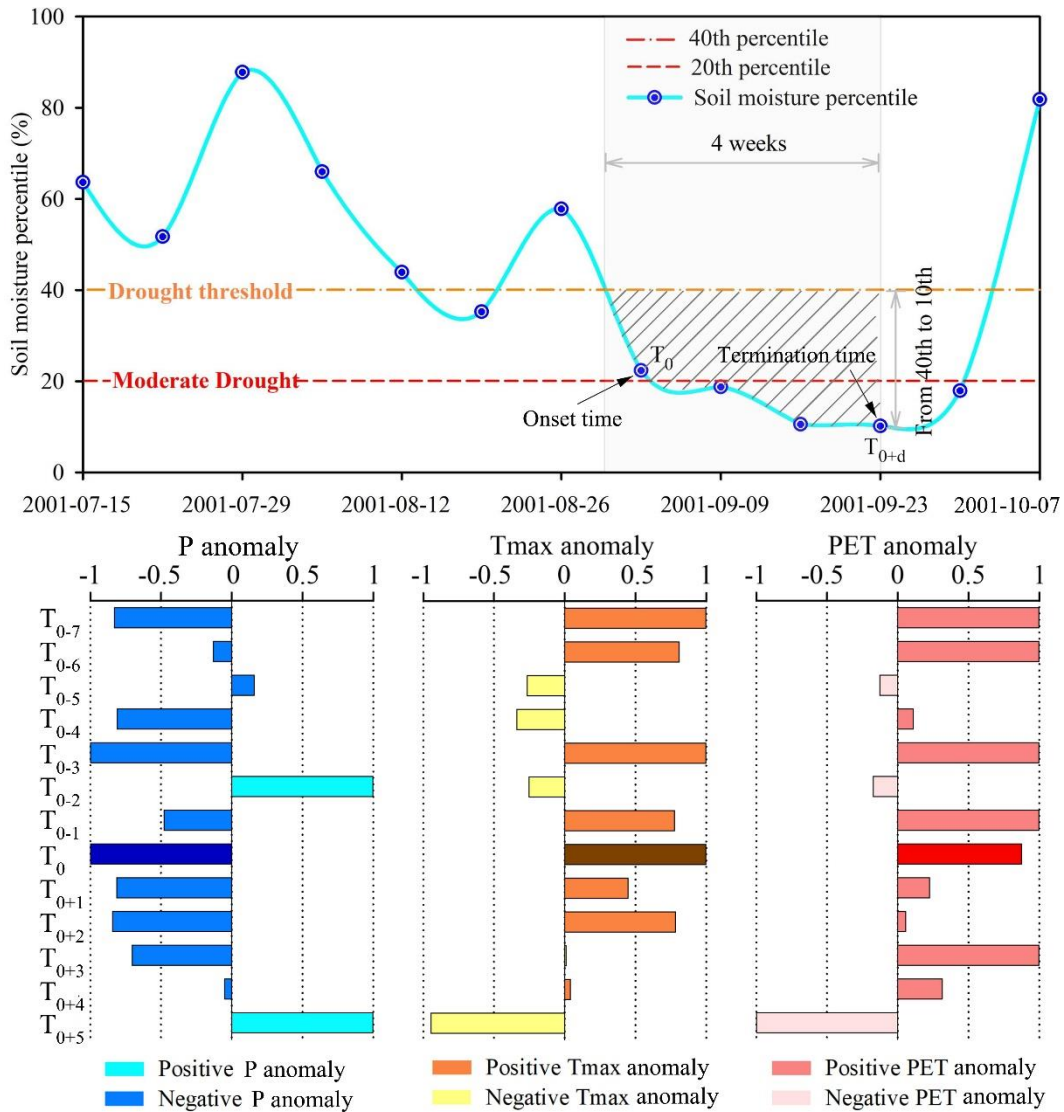 100
80
60
40
20
0
Soil moisture percentile (%)
40th percentile
20th percentile
Soil moisture percentile
4 weeks
Drought threshold
Moderate Drought
T0
Onset time
Termination time
T0+d
From 40th to 10th
2001-07-15
2001-07-29
2001-08-12
2001-08-26
2001-09-09
2001-09-23
2001-10-07
P anomaly
Tmax anomaly
PET anomaly
-1 -0.5 0 0.5 1
-1 -0.5 0 0.5 1
-1 -0.5 0 0.5 1
T0-7
T0-6
T0-5
T0-4
T0-3
T0-2
T0-1
T0
T0+1
T0+2
T0+3
T0+4
T0+5
Positive P anomaly
Negative P anomaly
Positive Tmax anomaly
Negative Tmax anomaly
Positive PET anomaly
Negative PET anomaly